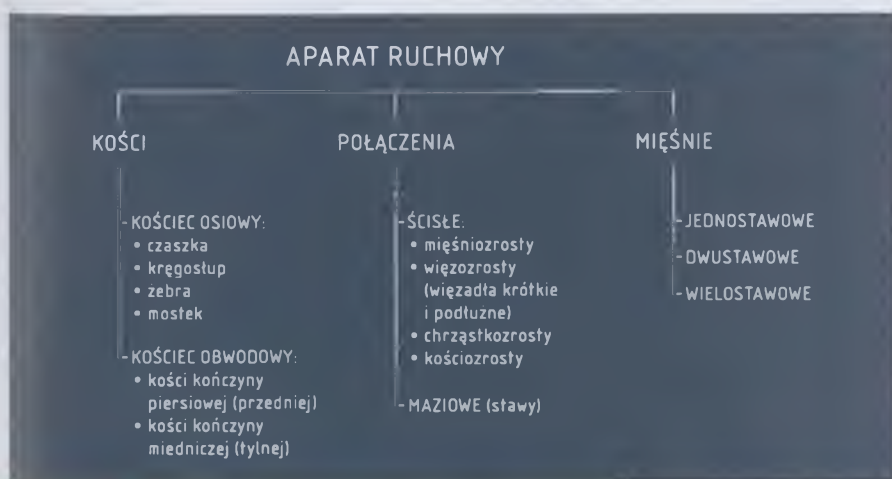 APARAT RUCHOWY
KOŚCI
- KOŚCIEC OSIOWY:
• czaszka
• kręgosłup
• żebra
• mostek
- KOŚCIEC OBWODOWY:
• kości kończyny
piersiowej (przedniej)
• kości kończyny
miedniczej (tylnej)
POŁĄCZENIA
- ŚCISŁE:
• mięśniozrosty
• więzozrosty
(więzadła krótkie
i podłużne)
• chrząstkozrosty
• kościozrosty
- MAZIOWE (stawy)
MIĘŚNIE
- JEDNOSTAWOWE
- DWUSTAWOWE
- WIELOSTAWOWE